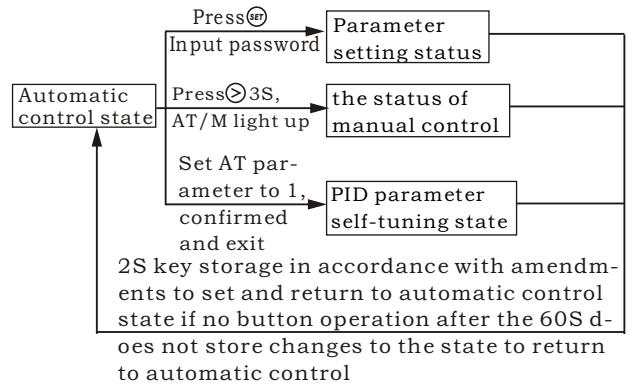 Press SET
Input password
Parameter
setting status
Automatic
control state
Press > 3S,
AT/M light up
the status of
manual control
Set AT par-
ameter to 1,
confirmed
and exit
PID parameter
self-tuning state
2S key storage in accordance with amendm-
ents to set and return to automatic control
state if no button operation after the 60S d-
oes not store changes to the state to return
to automatic control